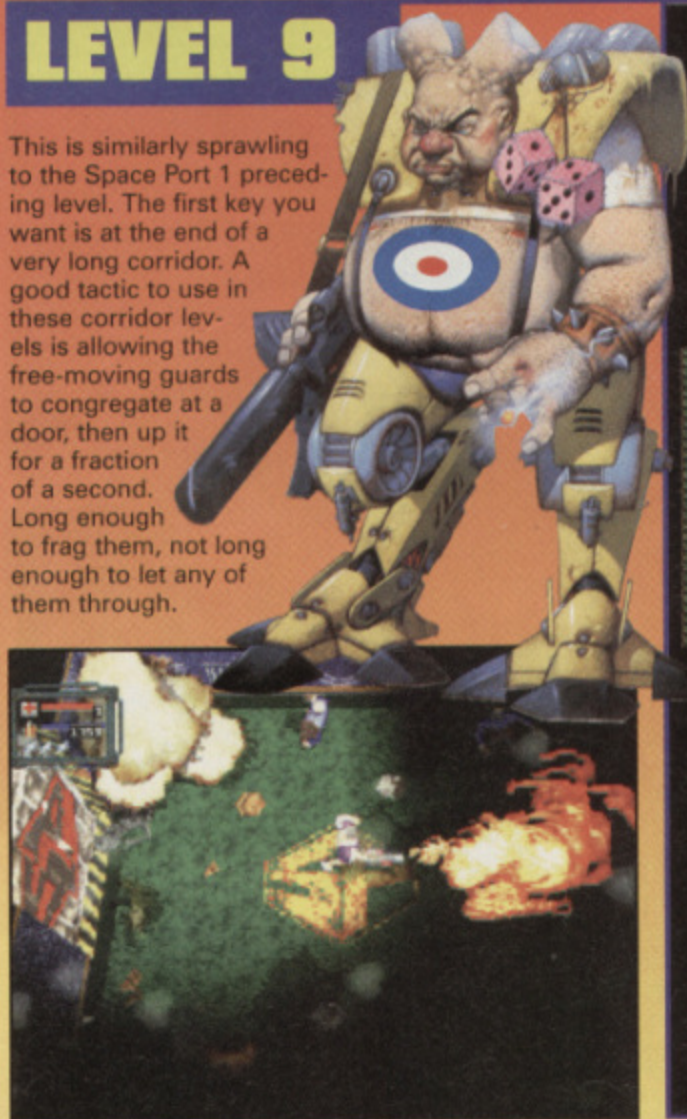 LEVEL 9
This is similarly sprawling
to the Space Port 1 preced-
ing level. The first key you
want is at the end of a
very long corridor. A
good tactic to use in
these corridor lev-
els is allowing the
free-moving guards
to congregate at a
door, then up it
for a fraction
of a second.
Long enough
to frag them, not long
enough to let any of
them through.